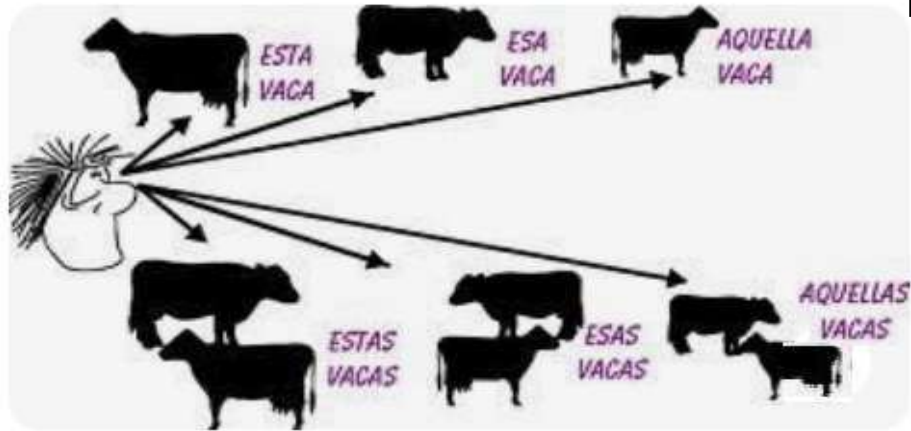 ESTA
VACA
ESA
VACA
AQUELLA
VACA
ESTAS
VACAS
ESAS
VACAS
AQUELLAS
VACAS